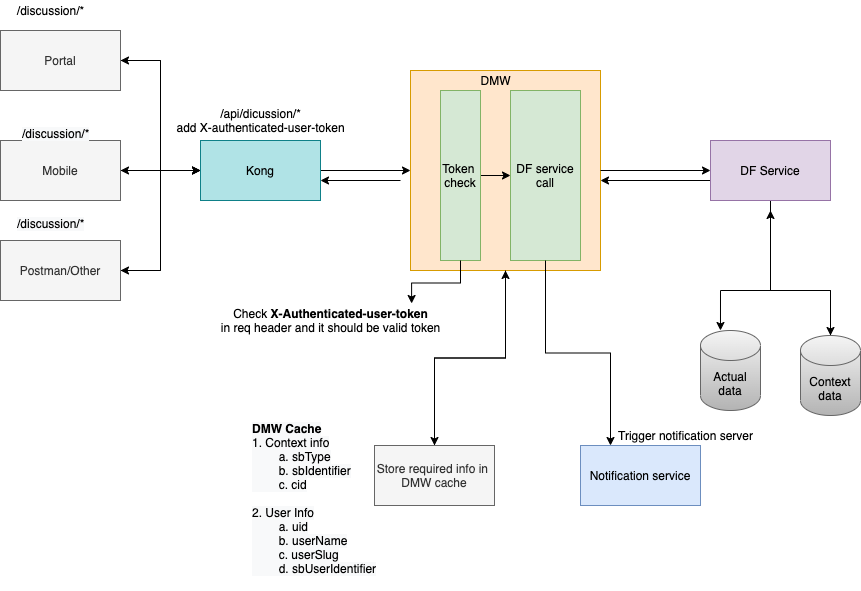 /discussion/*
Portal
/discussion/*
Mobile
/discussion/*
Postman/Other
/api/dicussion/*
add X-authenticated-user-token
Kong
DMW
Token
check
DF service
call
DF Service
Check X-Authenticated-user-token
in req header and it should be valid token
Actual
data
Context
data
DMW Cache
1. Context info
a. sbType
b. sbIdentifier
c. cid
2. User Info
a. uid
b. userName
c. userSlug
d. sbUserIdentifier
Store required info in
DMW cache
Trigger notification server
Notification service